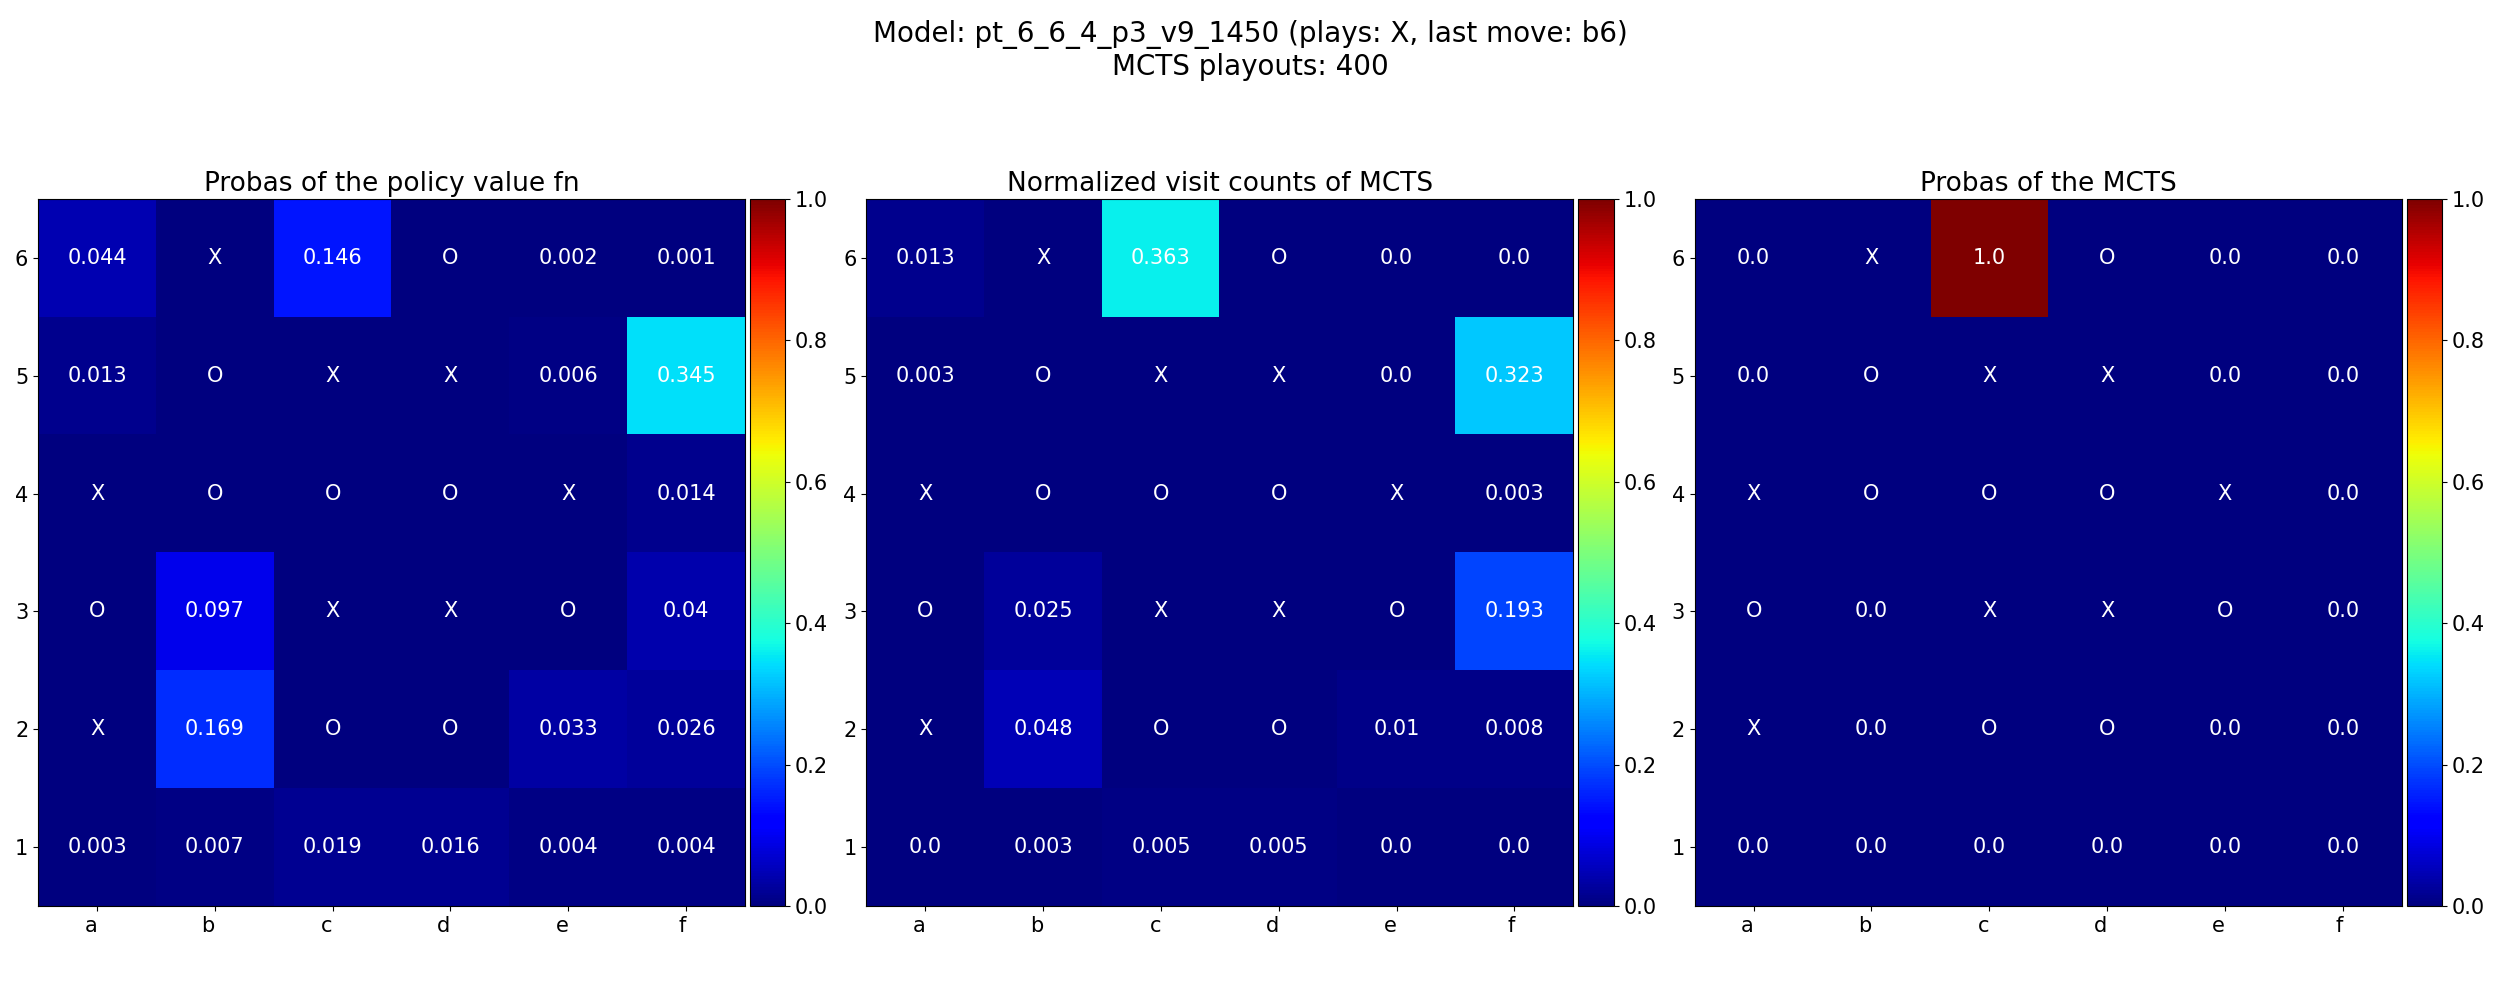 Model: pt_6_6_4_p3_v9_1450 (plays: X, last move: b6)
MCTS playouts: 400
Probas of the policy value fn
6 0.044 X 0.146 O 0.002 0.001
5 0.013 O X X 0.006 0.345
4 X O O O X 0.014
3 O 0.097 X X O 0.04
2 X 0.169 O O 0.033 0.026
1 0.003 0.007 0.019 0.016 0.004 0.004
a b c d e f
1.0
0.8
0.6
0.4
0.2
0.0
Normalized visit counts of MCTS
6 0.013 X 0.363 O 0.0 0.0
5 0.003 O X X 0.0 0.323
4 X O O O X 0.003
3 O 0.025 X X O 0.193
2 X 0.048 O O 0.01 0.008
1 0.0 0.003 0.005 0.005 0.0 0.0
a b c d e f
1.0
0.8
0.6
0.4
0.2
0.0
Probas of the MCTS
6 0.0 X 1.0 O 0.0 0.0
5 0.0 O X X 0.0 0.0
4 X O O O X 0.0
3 O 0.0 X X O 0.0
2 X 0.0 O O 0.0 0.0
1 0.0 0.0 0.0 0.0 0.0 0.0
a b c d e f
1.0
0.8
0.6
0.4
0.2
0.0